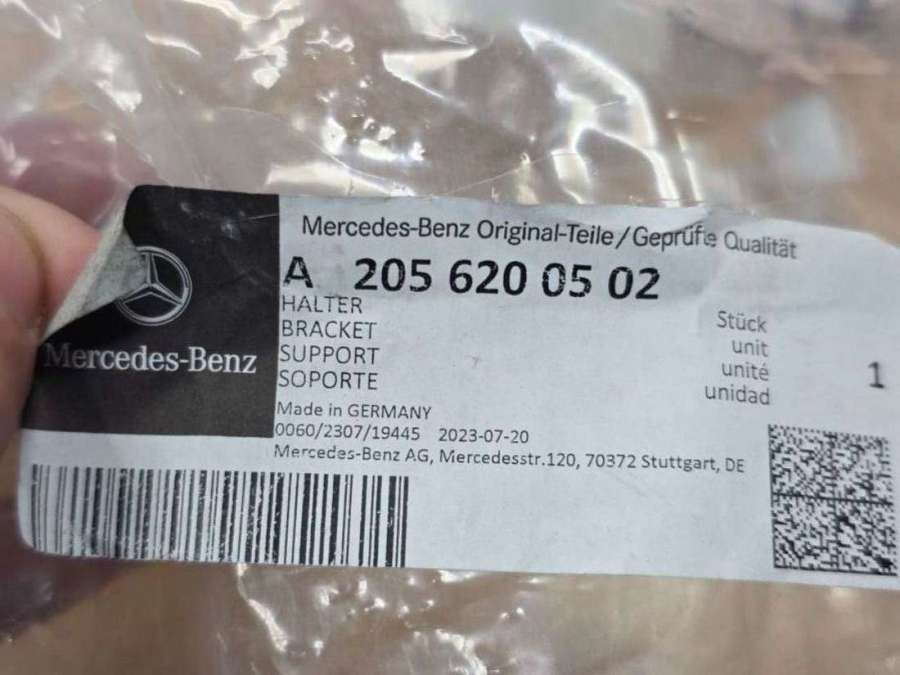 Mercedes-Benz Original-Teile/Geprüfte Qualität
A 205 620 05 02
HALTER
BRACKET
SUPPORT
SOPORTE
Stück
unit
unité
unidad
1
Mercedes-Benz
Made in GERMANY
0060/2307/19445 2023-07-20
Mercedes-Benz AG, Mercedesstr.120, 70372 Stuttgart, DE